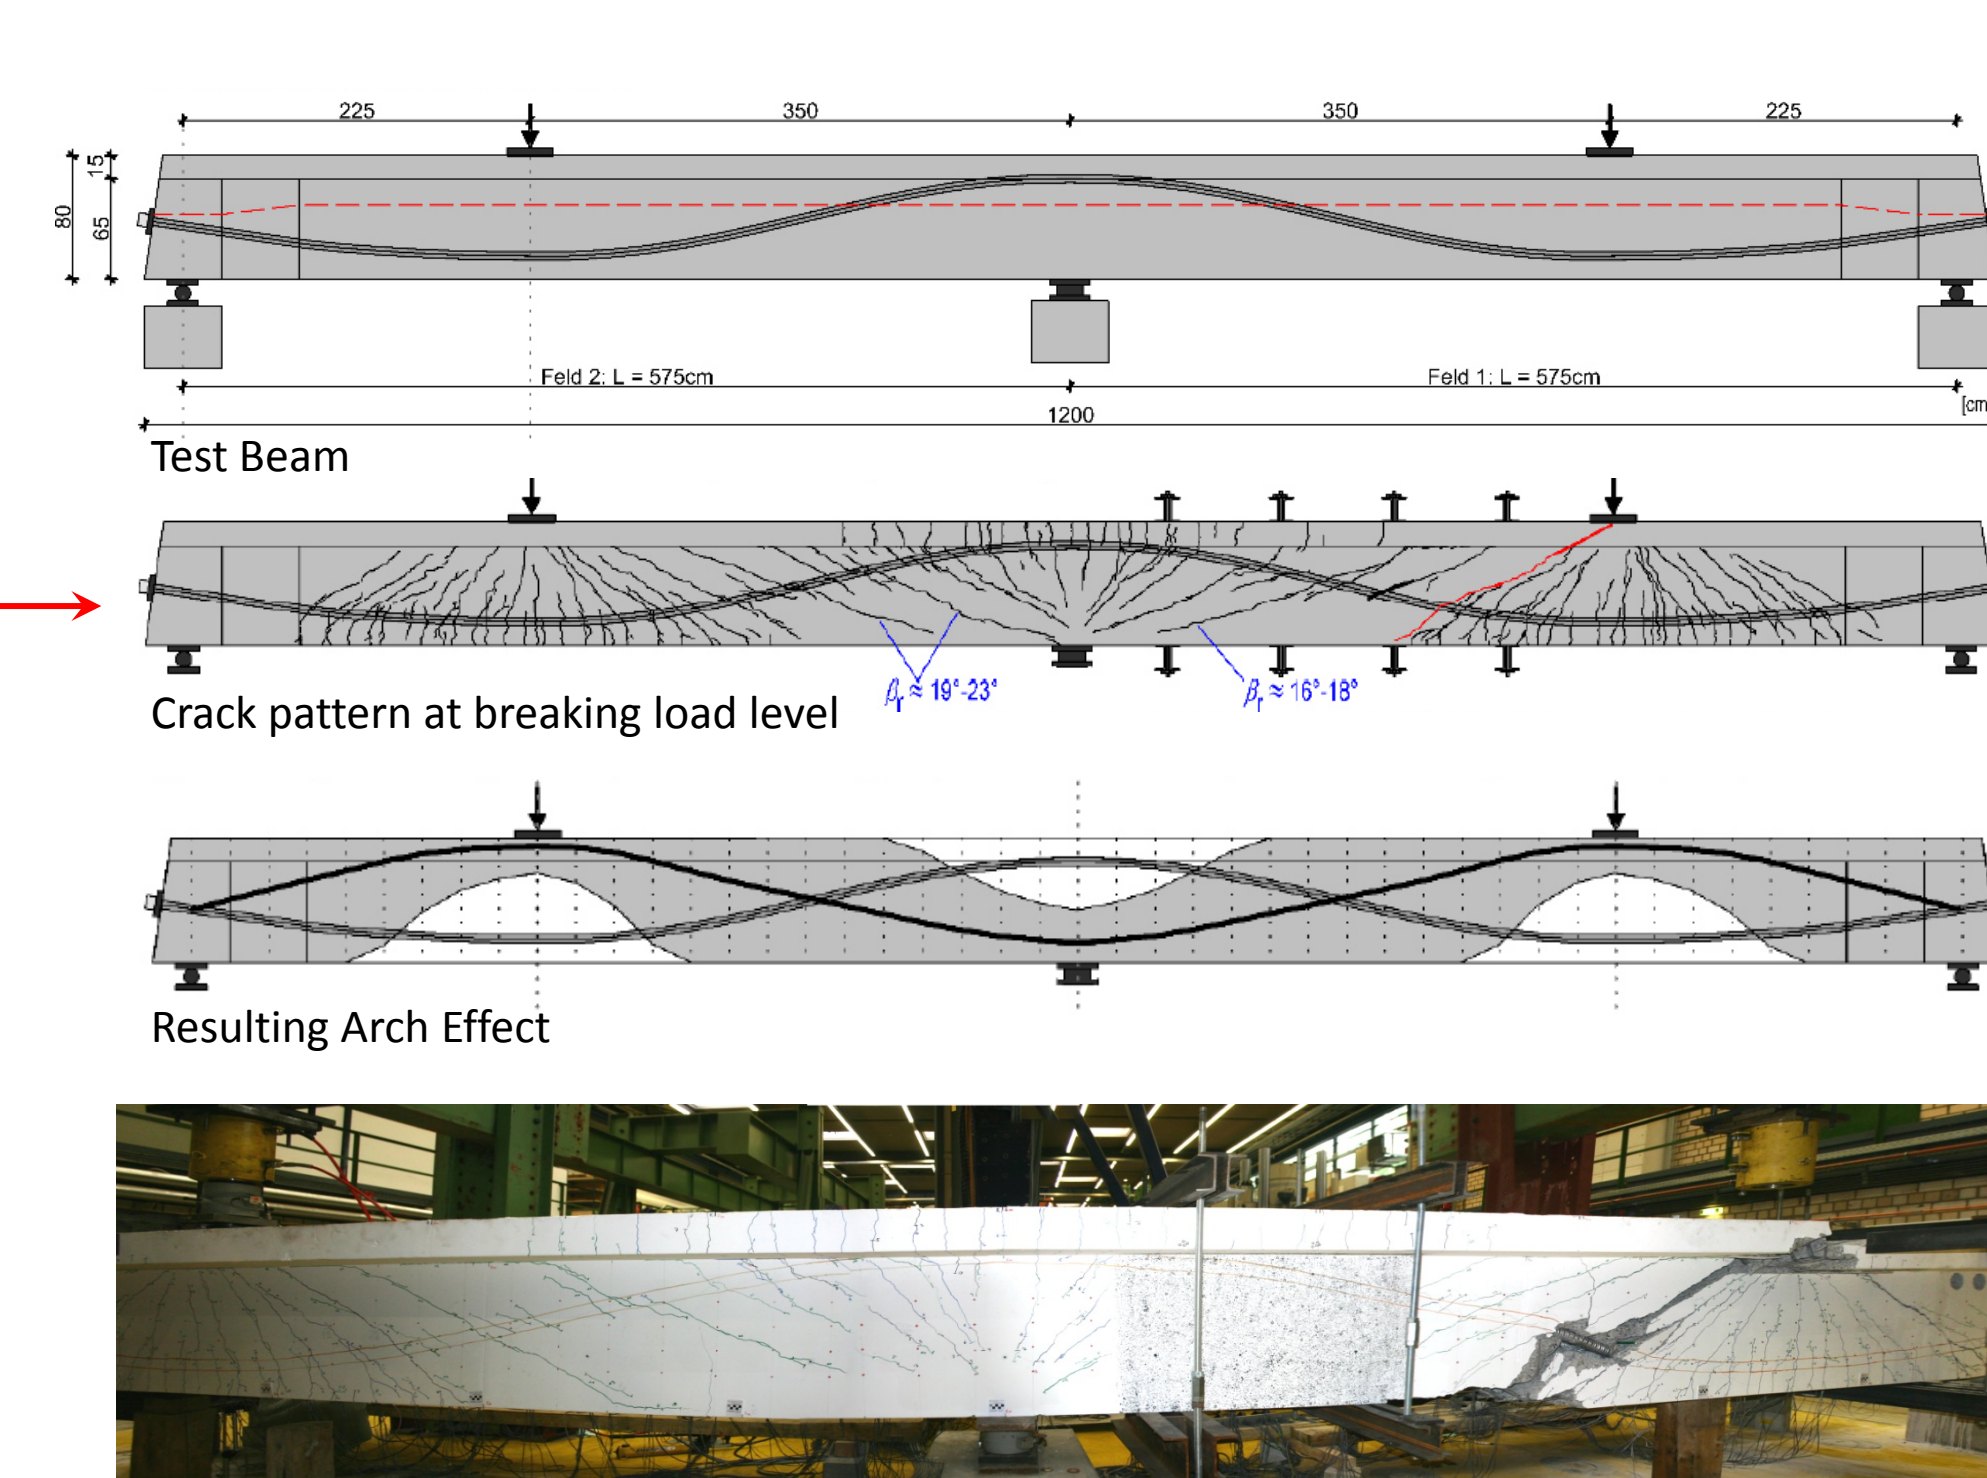 225 350 350 225
15
80
65
Feld 2: L = 575cm Feld 1: L = 575cm
1200 [cm
Test Beam
βr ≈ 19°-23° βr ≈ 16°-18°
Crack pattern at breaking load level
Resulting Arch Effect